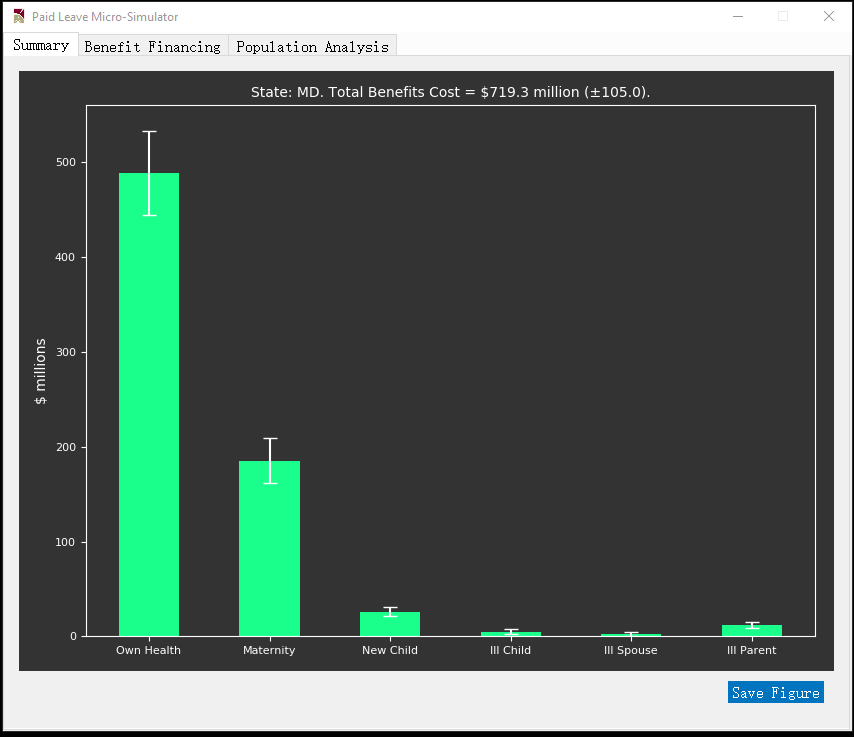 Paid Leave Micro-Simulator
Summary Benefit Financing Population Analysis
State: MD. Total Benefits Cost = $719.3 million (±105.0).
$ millions
500
400
300
200
100
0
Own Health Maternity New Child Ill Child Ill Spouse Ill Parent
Save Figure